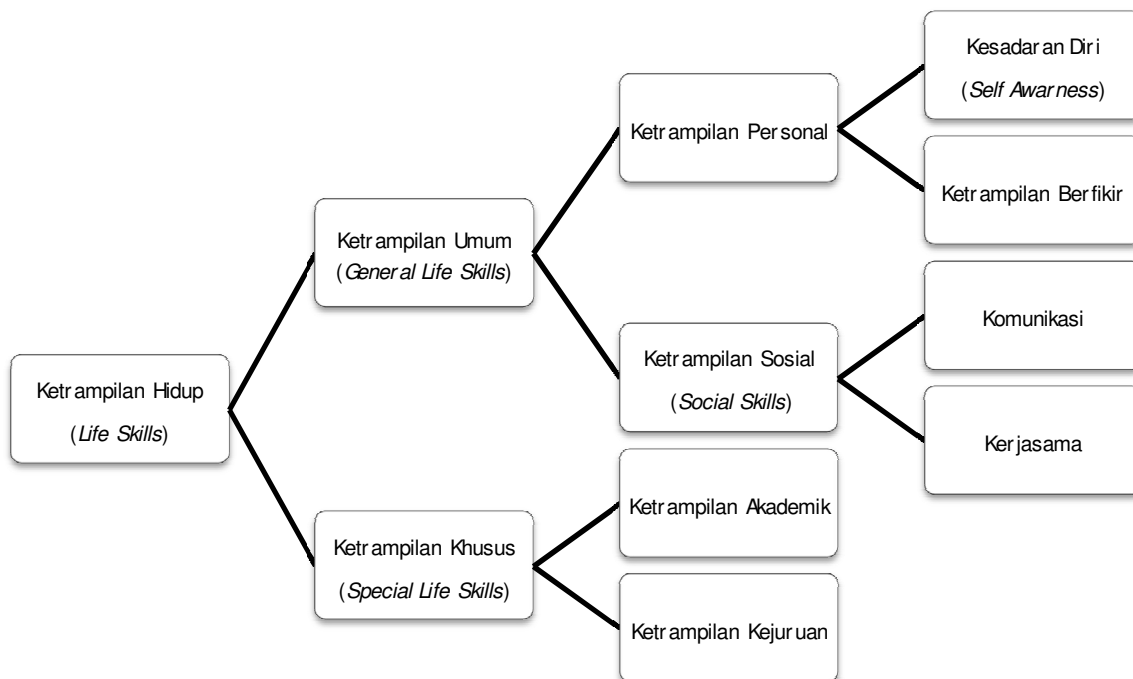 Kesadaran Diri
(Self Awarness)
Ketrampilan Personal
Ketrampilan Berfikir
Ketrampilan Umum
(General Life Skills)
Komunikasi
Ketrampilan Sosial
(Social Skills)
Ketrampilan Hidup
(Life Skills)
Kerjasama
Ketrampilan Akademik
Ketrampilan Khusus
(Special Life Skills)
Ketrampilan Kejuruan